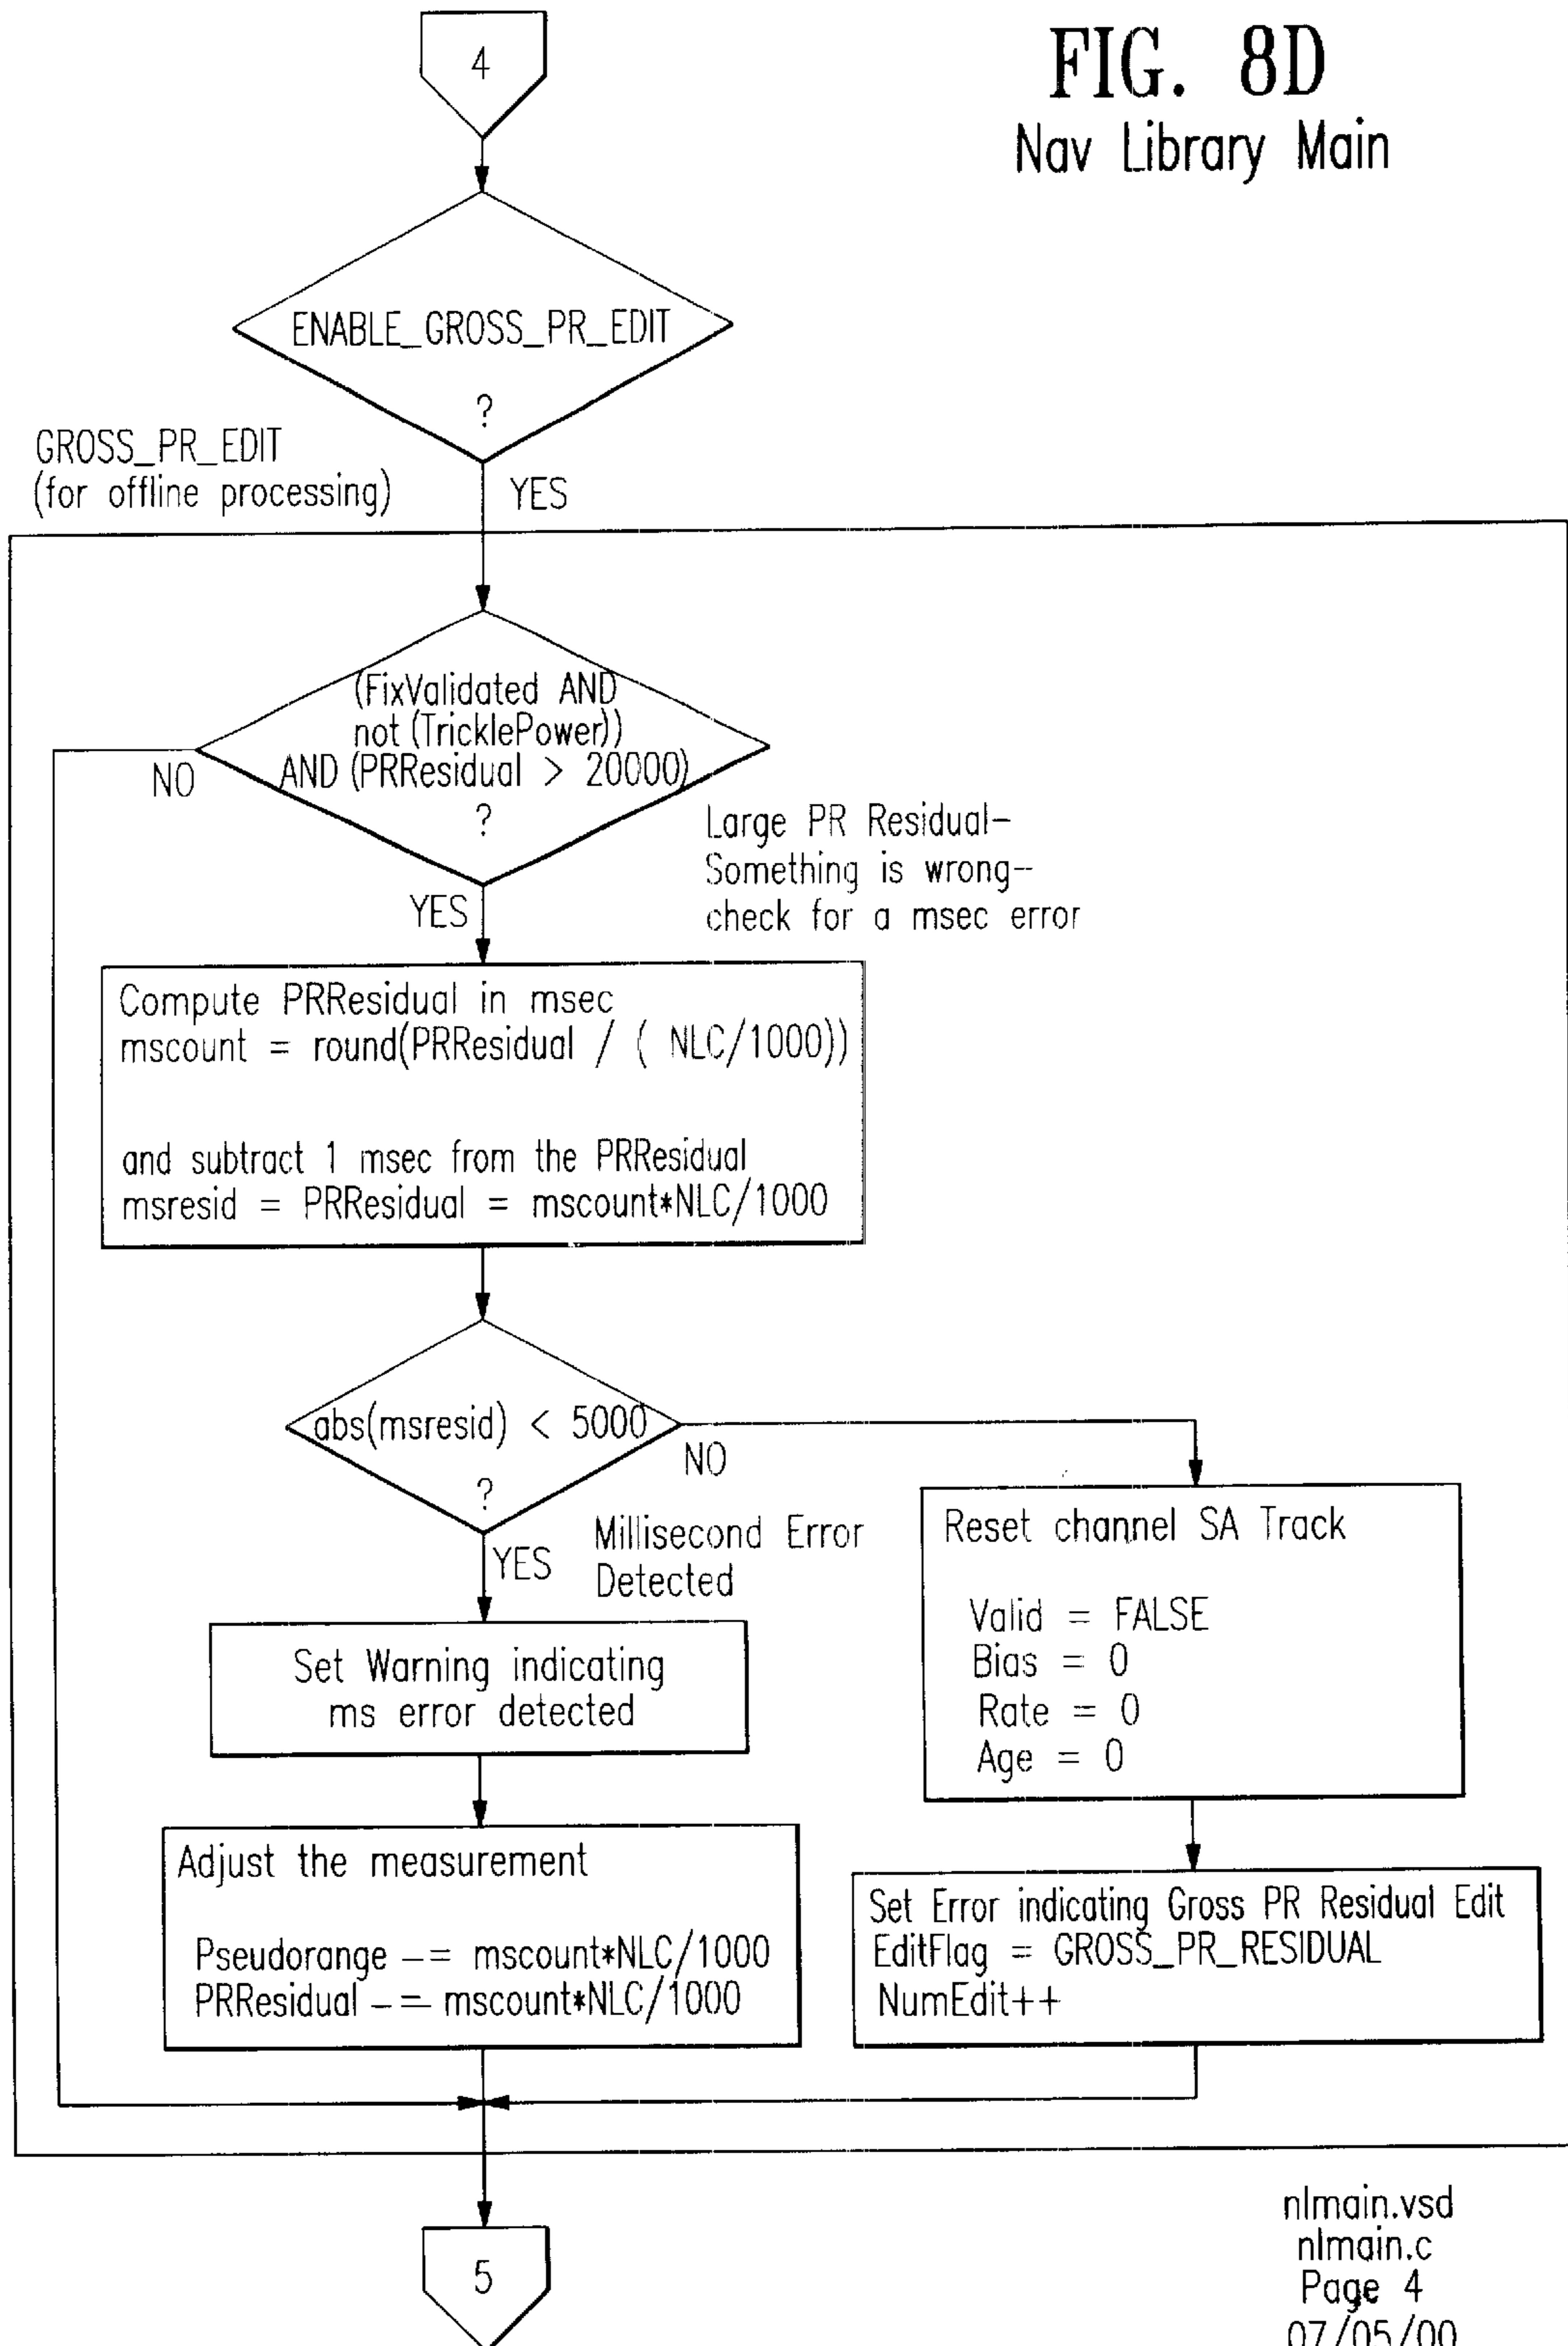 FIG. 8D
Nav Library Main
4
ENABLE_GROSS_PR_EDIT
?
GROSS_PR_EDIT
(for offline processing)
YES
(FixValidated AND
not (TricklePower))
AND (PRResidual > 20000)
?
NO
YES
Large PR Residual-
Something is wrong--
check for a msec error
Compute PRResidual in msec
mscount = round(PRResidual / ( NLC/1000))
and subtract 1 msec from the PRResidual
msresid = PRResidual = mscount*NLC/1000
abs(msresid) < 5000
?
NO
YES
Millisecond Error
Detected
Set Warning indicating
ms error detected
Adjust the measurement
Pseudorange -= mscount*NLC/1000
PRResidual -= mscount*NLC/1000
Reset channel SA Track
Valid = FALSE
Bias = 0
Rate = 0
Age = 0
Set Error indicating Gross PR Residual Edit
EditFlag = GROSS_PR_RESIDUAL
NumEdit++
5
nlmain.vsd
nlmain.c
Page 4
07/05/00